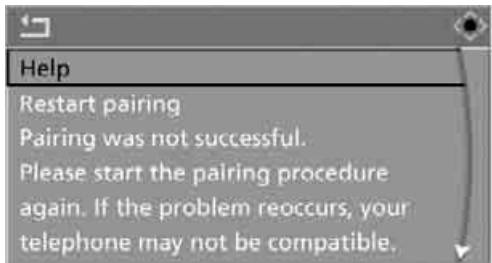 Help
Restart pairing
Pairing was not successful.
Please start the pairing procedure
again. If the problem reoccurs, your
telephone may not be compatible.